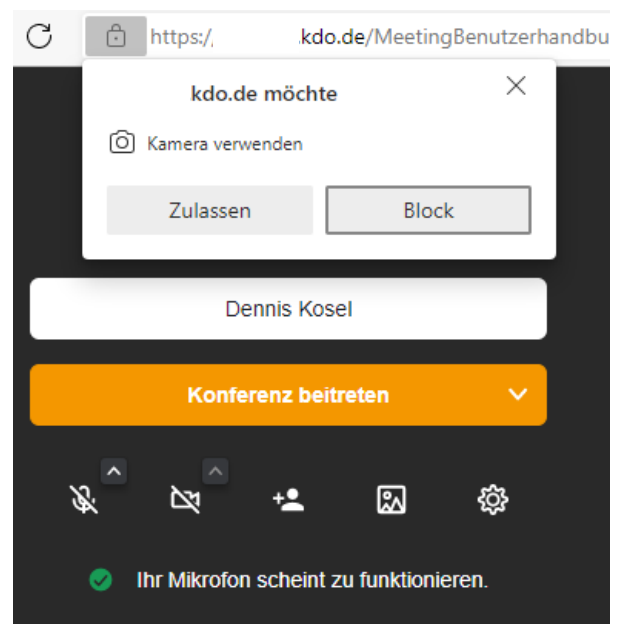 https:/, .kdo.de/MeetingBenutzerhandbu
kdo.de möchte
Kamera verwenden
Zulassen
Block
Dennis Kosel
Konferenz beitreten
Ihr Mikrofon scheint zu funktionieren.